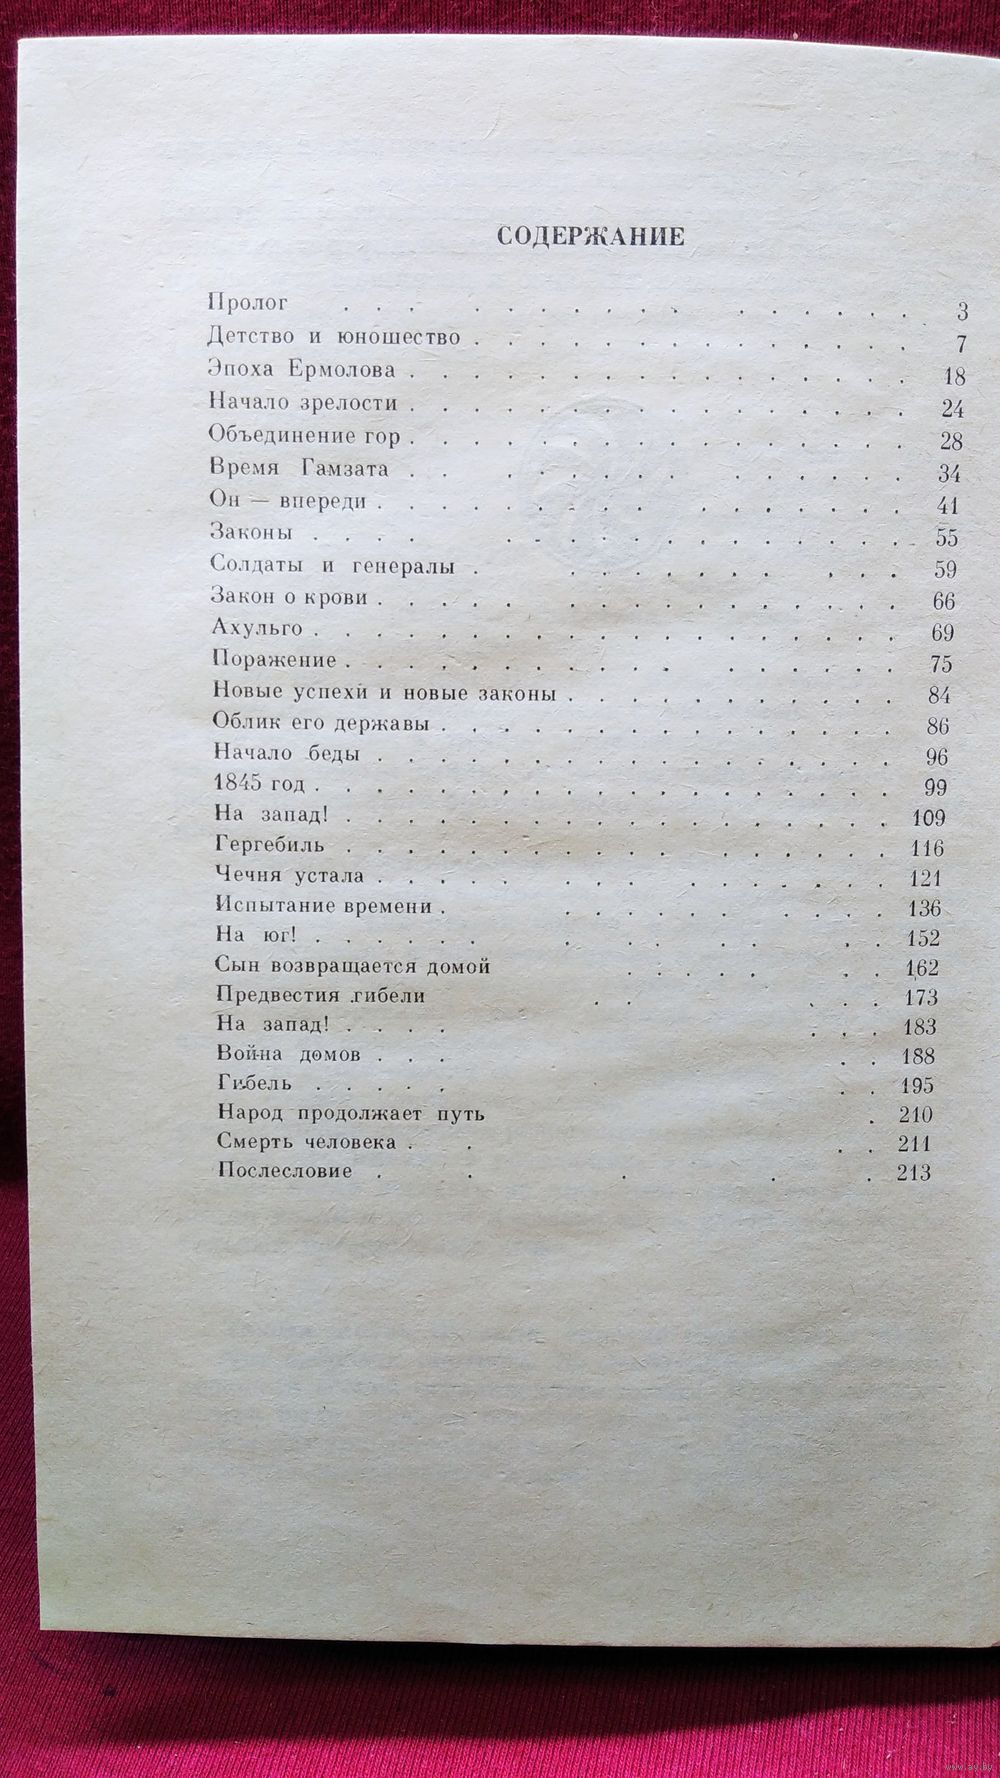 СОДЕРЖАНИЕ
Пролог . . . . . . . . . . . . . . . . . 3
Детство и юношество . . . . . . . . . . . . . . 7
Эпоха Ермолова . . . . . . . . . . . . . . . . 18
Начало зрелости . . . . . . . . . . . . . . . . 24
Объединение гор . . . . . . . . . . . . . . . . 28
Время Гамзата . . . . . . . . . . . . . . . 34
Он — впереди . . . . . . . . . . . . . . . . 41
Законы . . . . . . . . . . . . . . . . . 55
Солдаты и генералы . . . . . . . . . . . 59
Закон о крови . . . . . . . . . . . . . . . . 66
Ахульго . . . . . . . . . . . . . . . . . . . 69
Поражение . . . . . . . . . . . . . . . . . 75
Новые успехи и новые законы . . . . . . . . . . . 84
Облик его державы . . . . . . . . . . . . . . . 86
Начало беды . . . . . . . . . . . . . . . . . 96
1845 год . . . . . . . . . . . . . . . . . . . 99
На запад! . . . . . . . . . . . . . . . . . . 109
Гергебиль . . . . . . . . . . . . . . . . . 116
Чечня устала . . . . . . . . . . . . . . . 121
Испытание времени . . . . . . . . . . . 136
На юг! . . . . . . . . . . . . . 152
Сын возвращается домой . . . . . . . 162
Предвестия гибели . . . . . 173
На запад! . . . . . . . 183
Война домов . . . . . 188
Гибель . . . . . . . 195
Народ продолжает путь . 210
Смерть человека . . . . 211
Послесловие . . . . . 213
www.ay.by